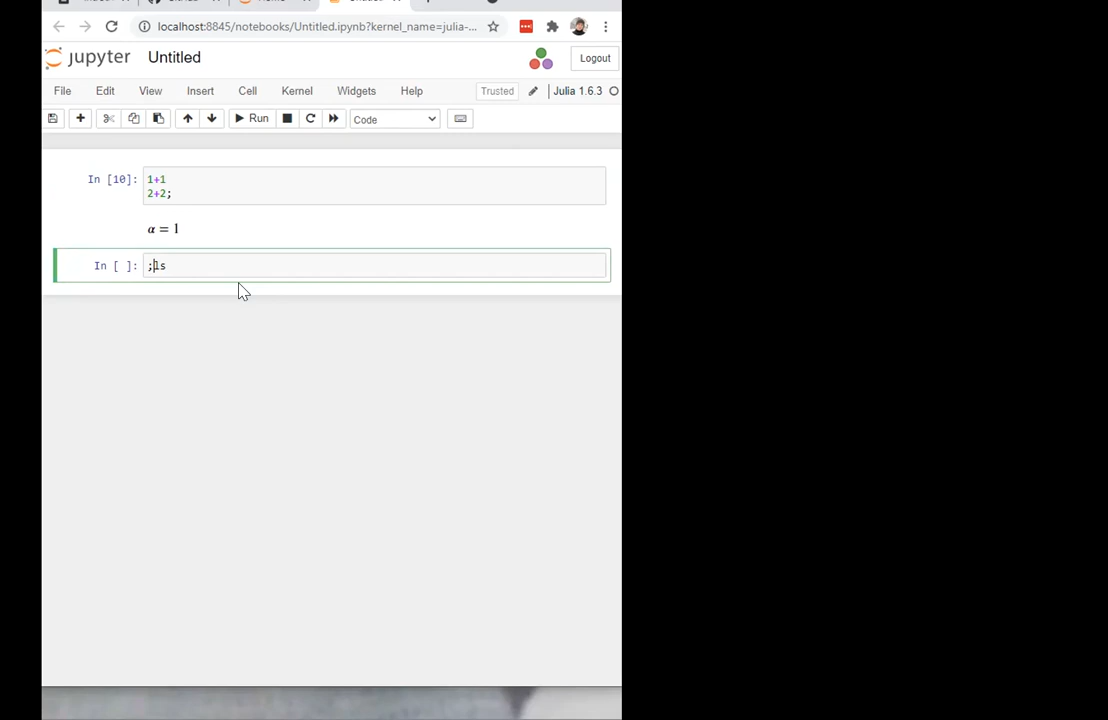 localhost:8845/notebooks/Untitled.ipynb?kernel_name=julia-...
jupyter Untitled
Logout
File Edit View Insert Cell Kernel Widgets Help
Trusted
Julia 1.6.3
Run
Code
In [10]: 1+1
2+2;
α = 1
In [ ]: ;ls